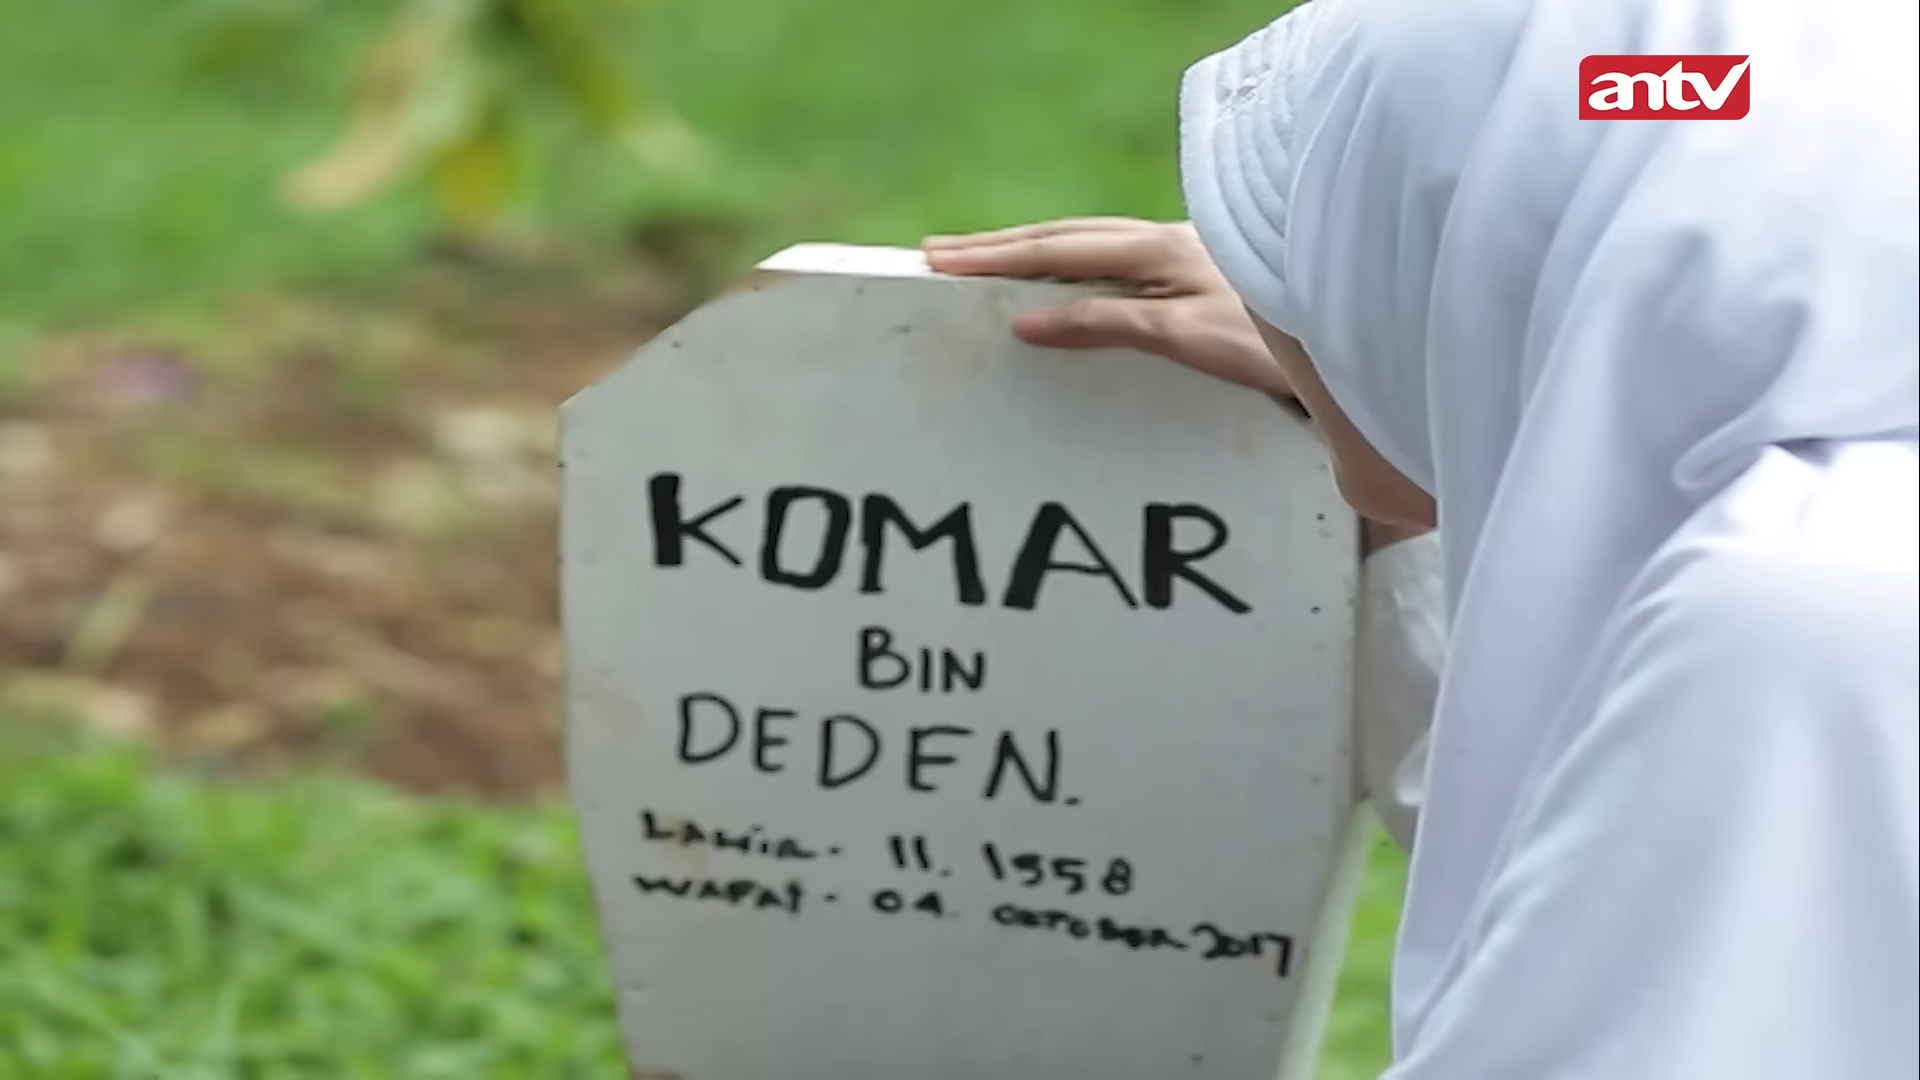 antv
KOMAR
BIN
DEDEN.
LAHIR - 11. 1958
WAFAT - 04. OKTOBER 2017